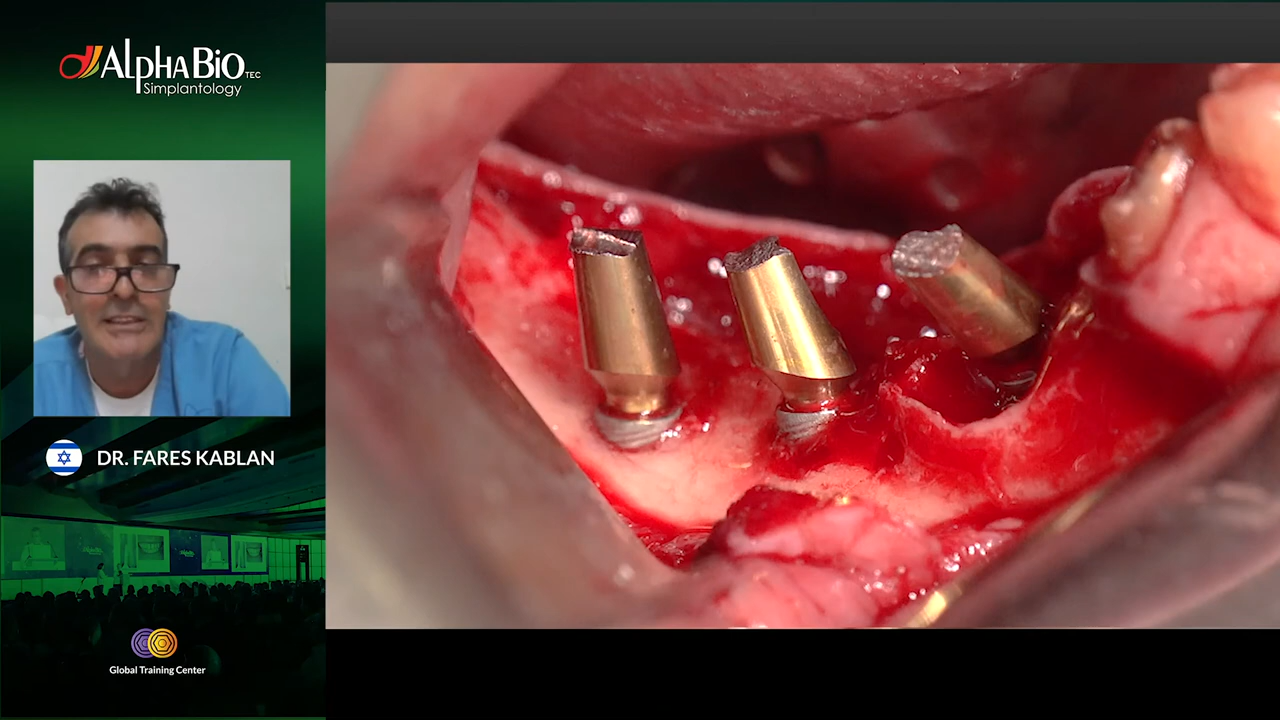 AlphaBio TEC
Simplantology
DR. FARES KABLAN
Global Training Center